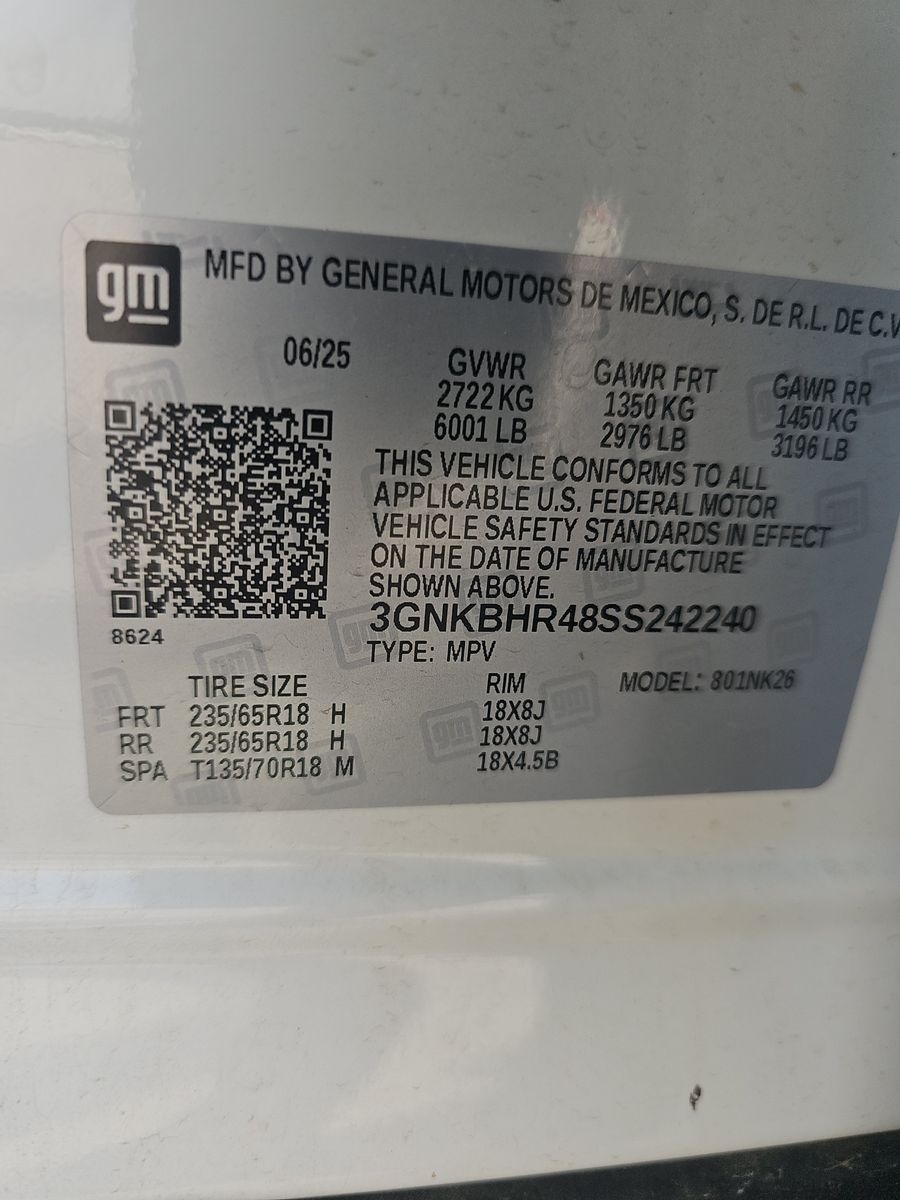 gm MFD BY GENERAL MOTORS DE MEXICO, S. DE R.L. DE C.V
06/25 GVWR GAWR FRT GAWR RR
2722 KG 1350 KG 1450 KG
6001 LB 2976 LB 3196 LB
THIS VEHICLE CONFORMS TO ALL
APPLICABLE U.S. FEDERAL MOTOR
VEHICLE SAFETY STANDARDS IN EFFECT
ON THE DATE OF MANUFACTURE
SHOWN ABOVE.
3GNKBHR48SS242240
8624
TYPE: MPV
TIRE SIZE RIM MODEL: 801NK26
FRT 235/65R18 H 18X8J
RR 235/65R18 H 18X8J
SPA T135/70R18 M 18X4.5B